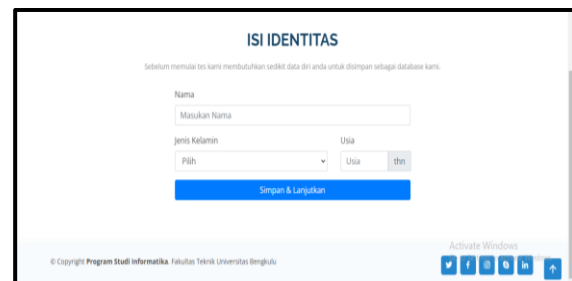 ISI IDENTITAS
Sebelum memulai tes kami membutuhkan sedikit data diri anda untuk disimpan sebagai database kami.
Nama
Masukan Nama
Jenis Kelamin Usia
Pilih Usia thn
Simpan & Lanjutkan
Activate Windows
© Copyright Program Studi Informatika. Fakultas Teknik Universitas Bengkulu